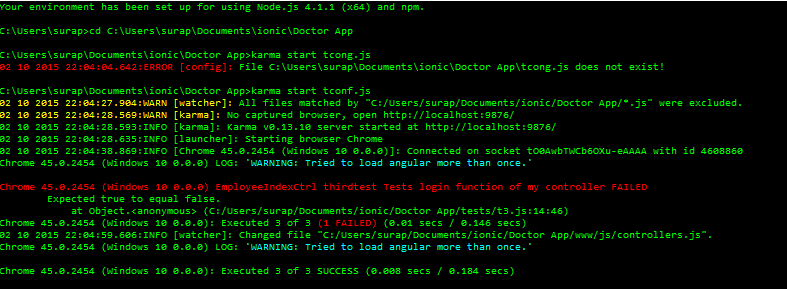 Your environment has been set up for using Node.js 4.1.1 (x64) and npm.
C:\Users\surap>cd C:\Users\surap\Documents\ionic\Doctor App
C:\Users\surap\Documents\ionic\Doctor App>karma start tcong.js
02 10 2015 22:04:04.642:ERROR [config]: File C:\Users\surap\Documents\ionic\Doctor App\tcong.js does not exist!
C:\Users\surap\Documents\ionic\Doctor App>karma start tconf.js
02 10 2015 22:04:27.904:WARN [watcher]: All files matched by "C:/Users/surap/Documents/ionic/Doctor App/*.js" were excluded.
02 10 2015 22:04:28.569:WARN [karma]: No captured browser, open http://localhost:9876/
02 10 2015 22:04:28.593:INFO [karma]: Karma v0.13.10 server started at http://localhost:9876/
02 10 2015 22:04:28.635:INFO [launcher]: Starting browser Chrome
02 10 2015 22:04:38.869:INFO [Chrome 45.0.2454 (Windows 10 0.0.0)]: Connected on socket tO0AwbTWCb6OXu-eAAAA with id 4608860
Chrome 45.0.2454 (Windows 10 0.0.0) LOG: 'WARNING: Tried to load angular more than once.'
Chrome 45.0.2454 (Windows 10 0.0.0) EmployeeIndexCtrl thirdtest Tests login function of my controller FAILED
Expected true to equal false.
at Object.<anonymous> (C:/Users/surap/Documents/ionic/Doctor App/tests/t3.js:14:46)
Chrome 45.0.2454 (Windows 10 0.0.0): Executed 3 of 3 (1 FAILED) (0.01 secs / 0.146 secs)
02 10 2015 22:04:59.606:INFO [watcher]: Changed file "C:/Users/surap/Documents/ionic/Doctor App/www/js/controllers.js".
Chrome 45.0.2454 (Windows 10 0.0.0) LOG: 'WARNING: Tried to load angular more than once.'
Chrome 45.0.2454 (Windows 10 0.0.0): Executed 3 of 3 SUCCESS (0.008 secs / 0.184 secs)